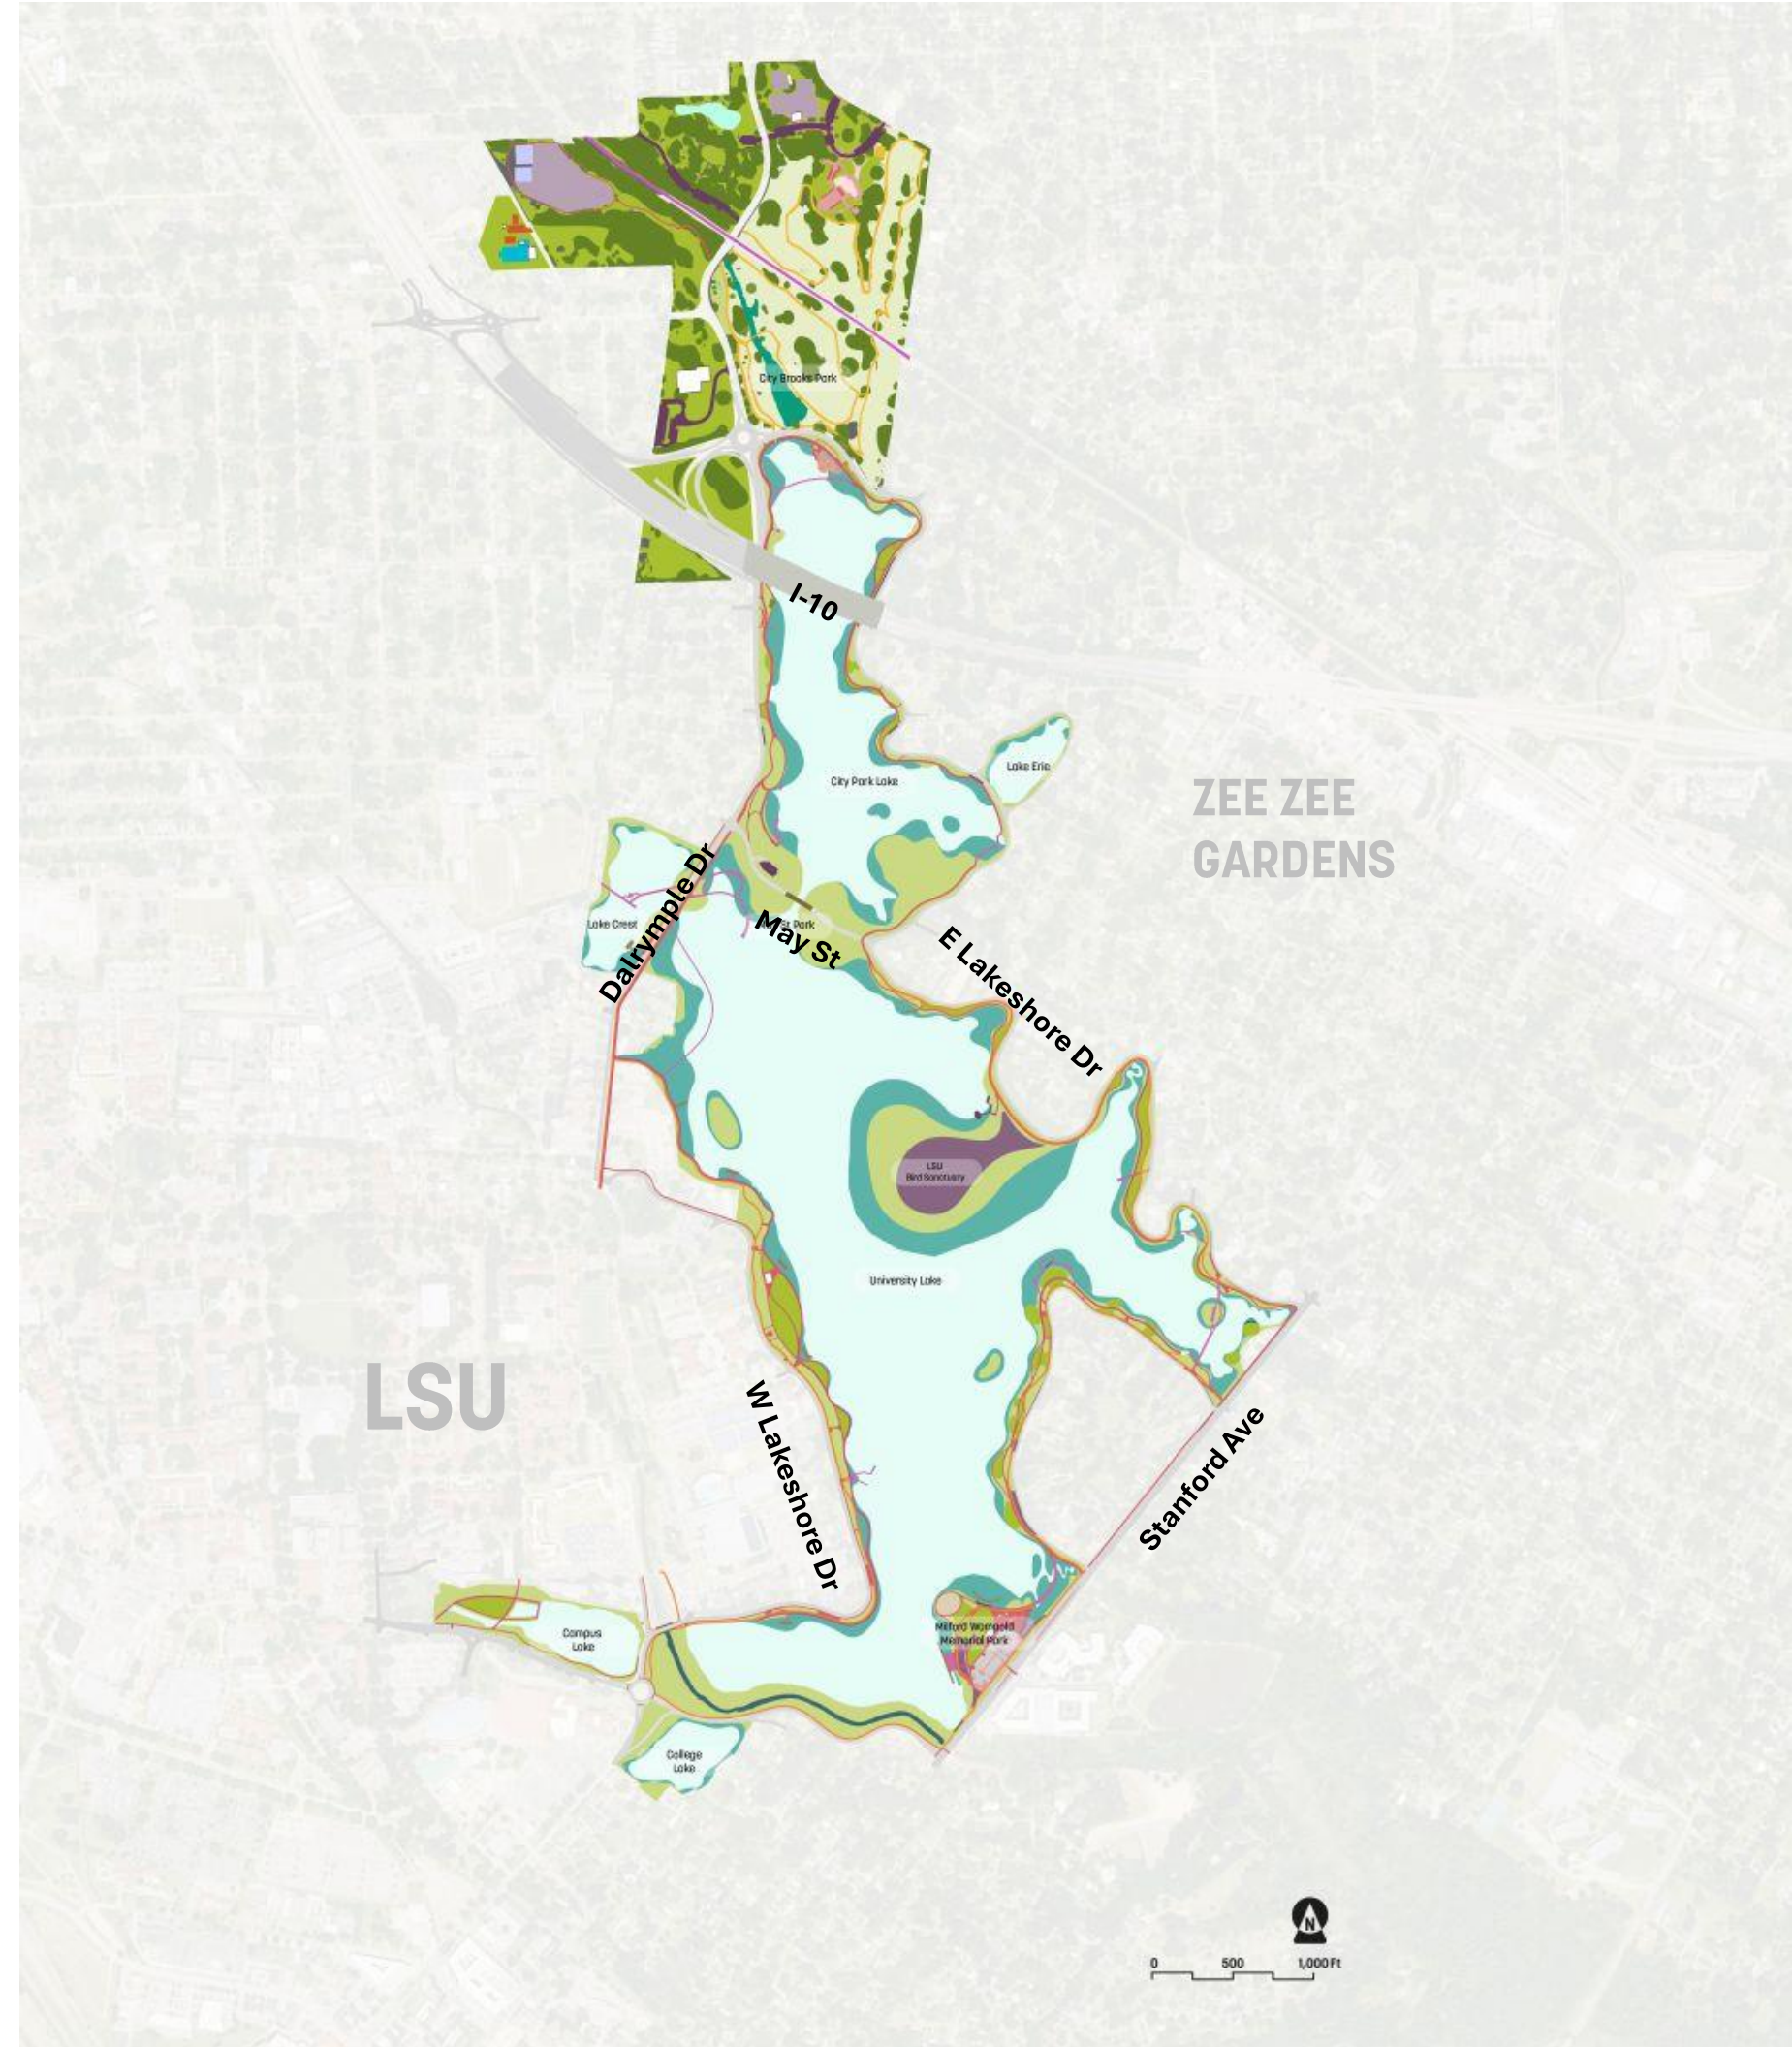 City Brooks Park
I-10
Lake Erie
City Park Lake
ZEE ZEE
GARDENS
Dalrymple Dr
Lake Crest
Park
May St
E Lakeshore Dr
LSU
Bird Sanctuary
University Lake
LSU
W Lakeshore Dr
Stanford Ave
Campus
Lake
Milford Wampold
Memorial Park
College
Lake
N
0 500 1,000 Ft